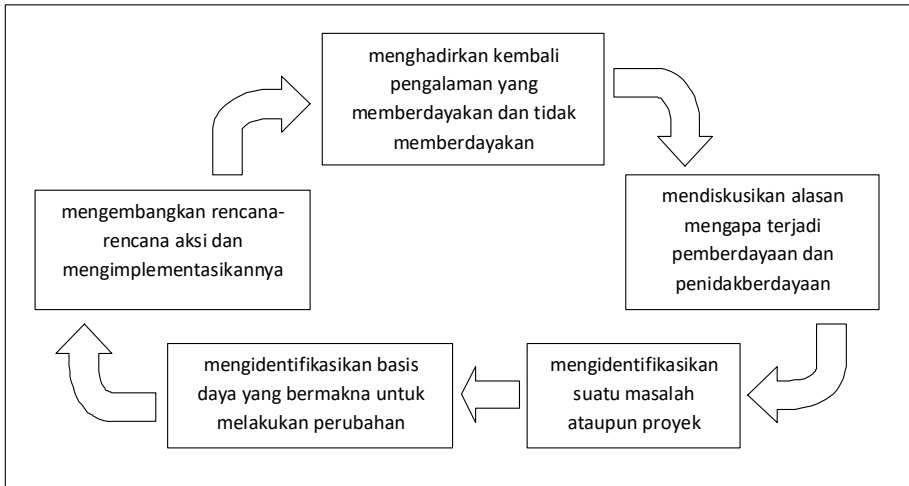 menghadirkan kembali
pengalaman yang
memberdayakan dan tidak
memberdayakan
mendiskusikan alasan
mengapa terjadi
pemberdayaan dan
penidakberdayaan
mengidentifikasikan
suatu masalah
ataupun proyek
mengidentifikasikan basis
daya yang bermakna untuk
melakukan perubahan
mengembangkan rencana-
rencana aksi dan
mengimplementasikannya